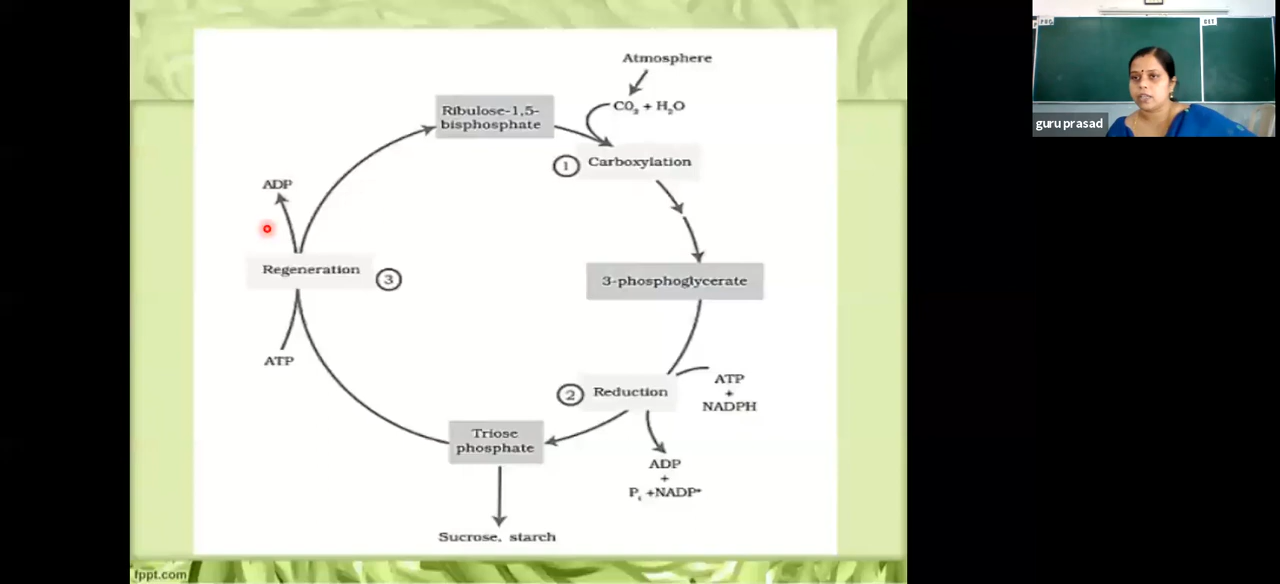 Atmosphere
CO₂ + H₂O
Ribulose-1,5-
bisphosphate
1
Carboxylation
ADP
Regeneration
3
3-phosphoglycerate
ATP
2
Reduction
ATP
+
NADPH
Triose
phosphate
ADP
+
Pᵢ +NADP⁺
Sucrose, starch
fppt.com
guru prasad